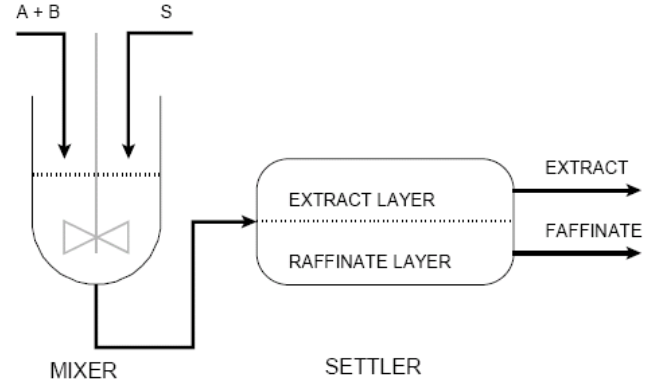 A + B
S
EXTRACT
EXTRACT LAYER
FAFFINATE
RAFFINATE LAYER
MIXER
SETTLER